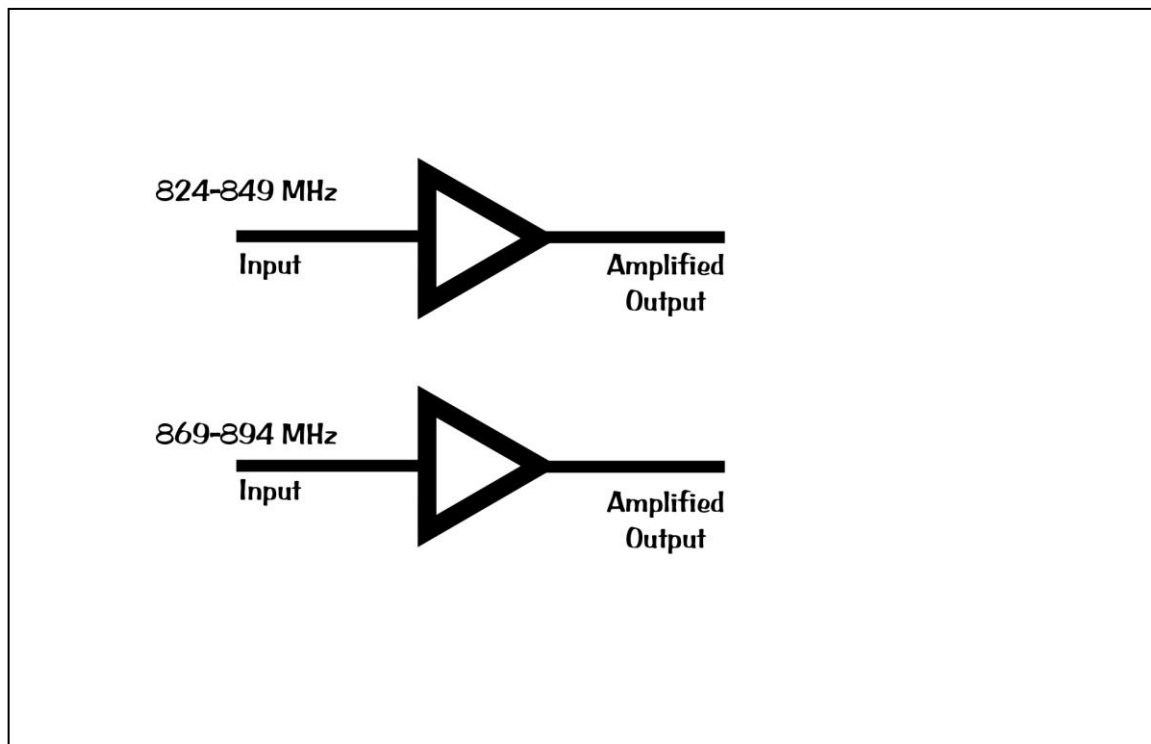 824-849 MHz
Input
Amplified
Output
869-894 MHz
Input
Amplified
Output